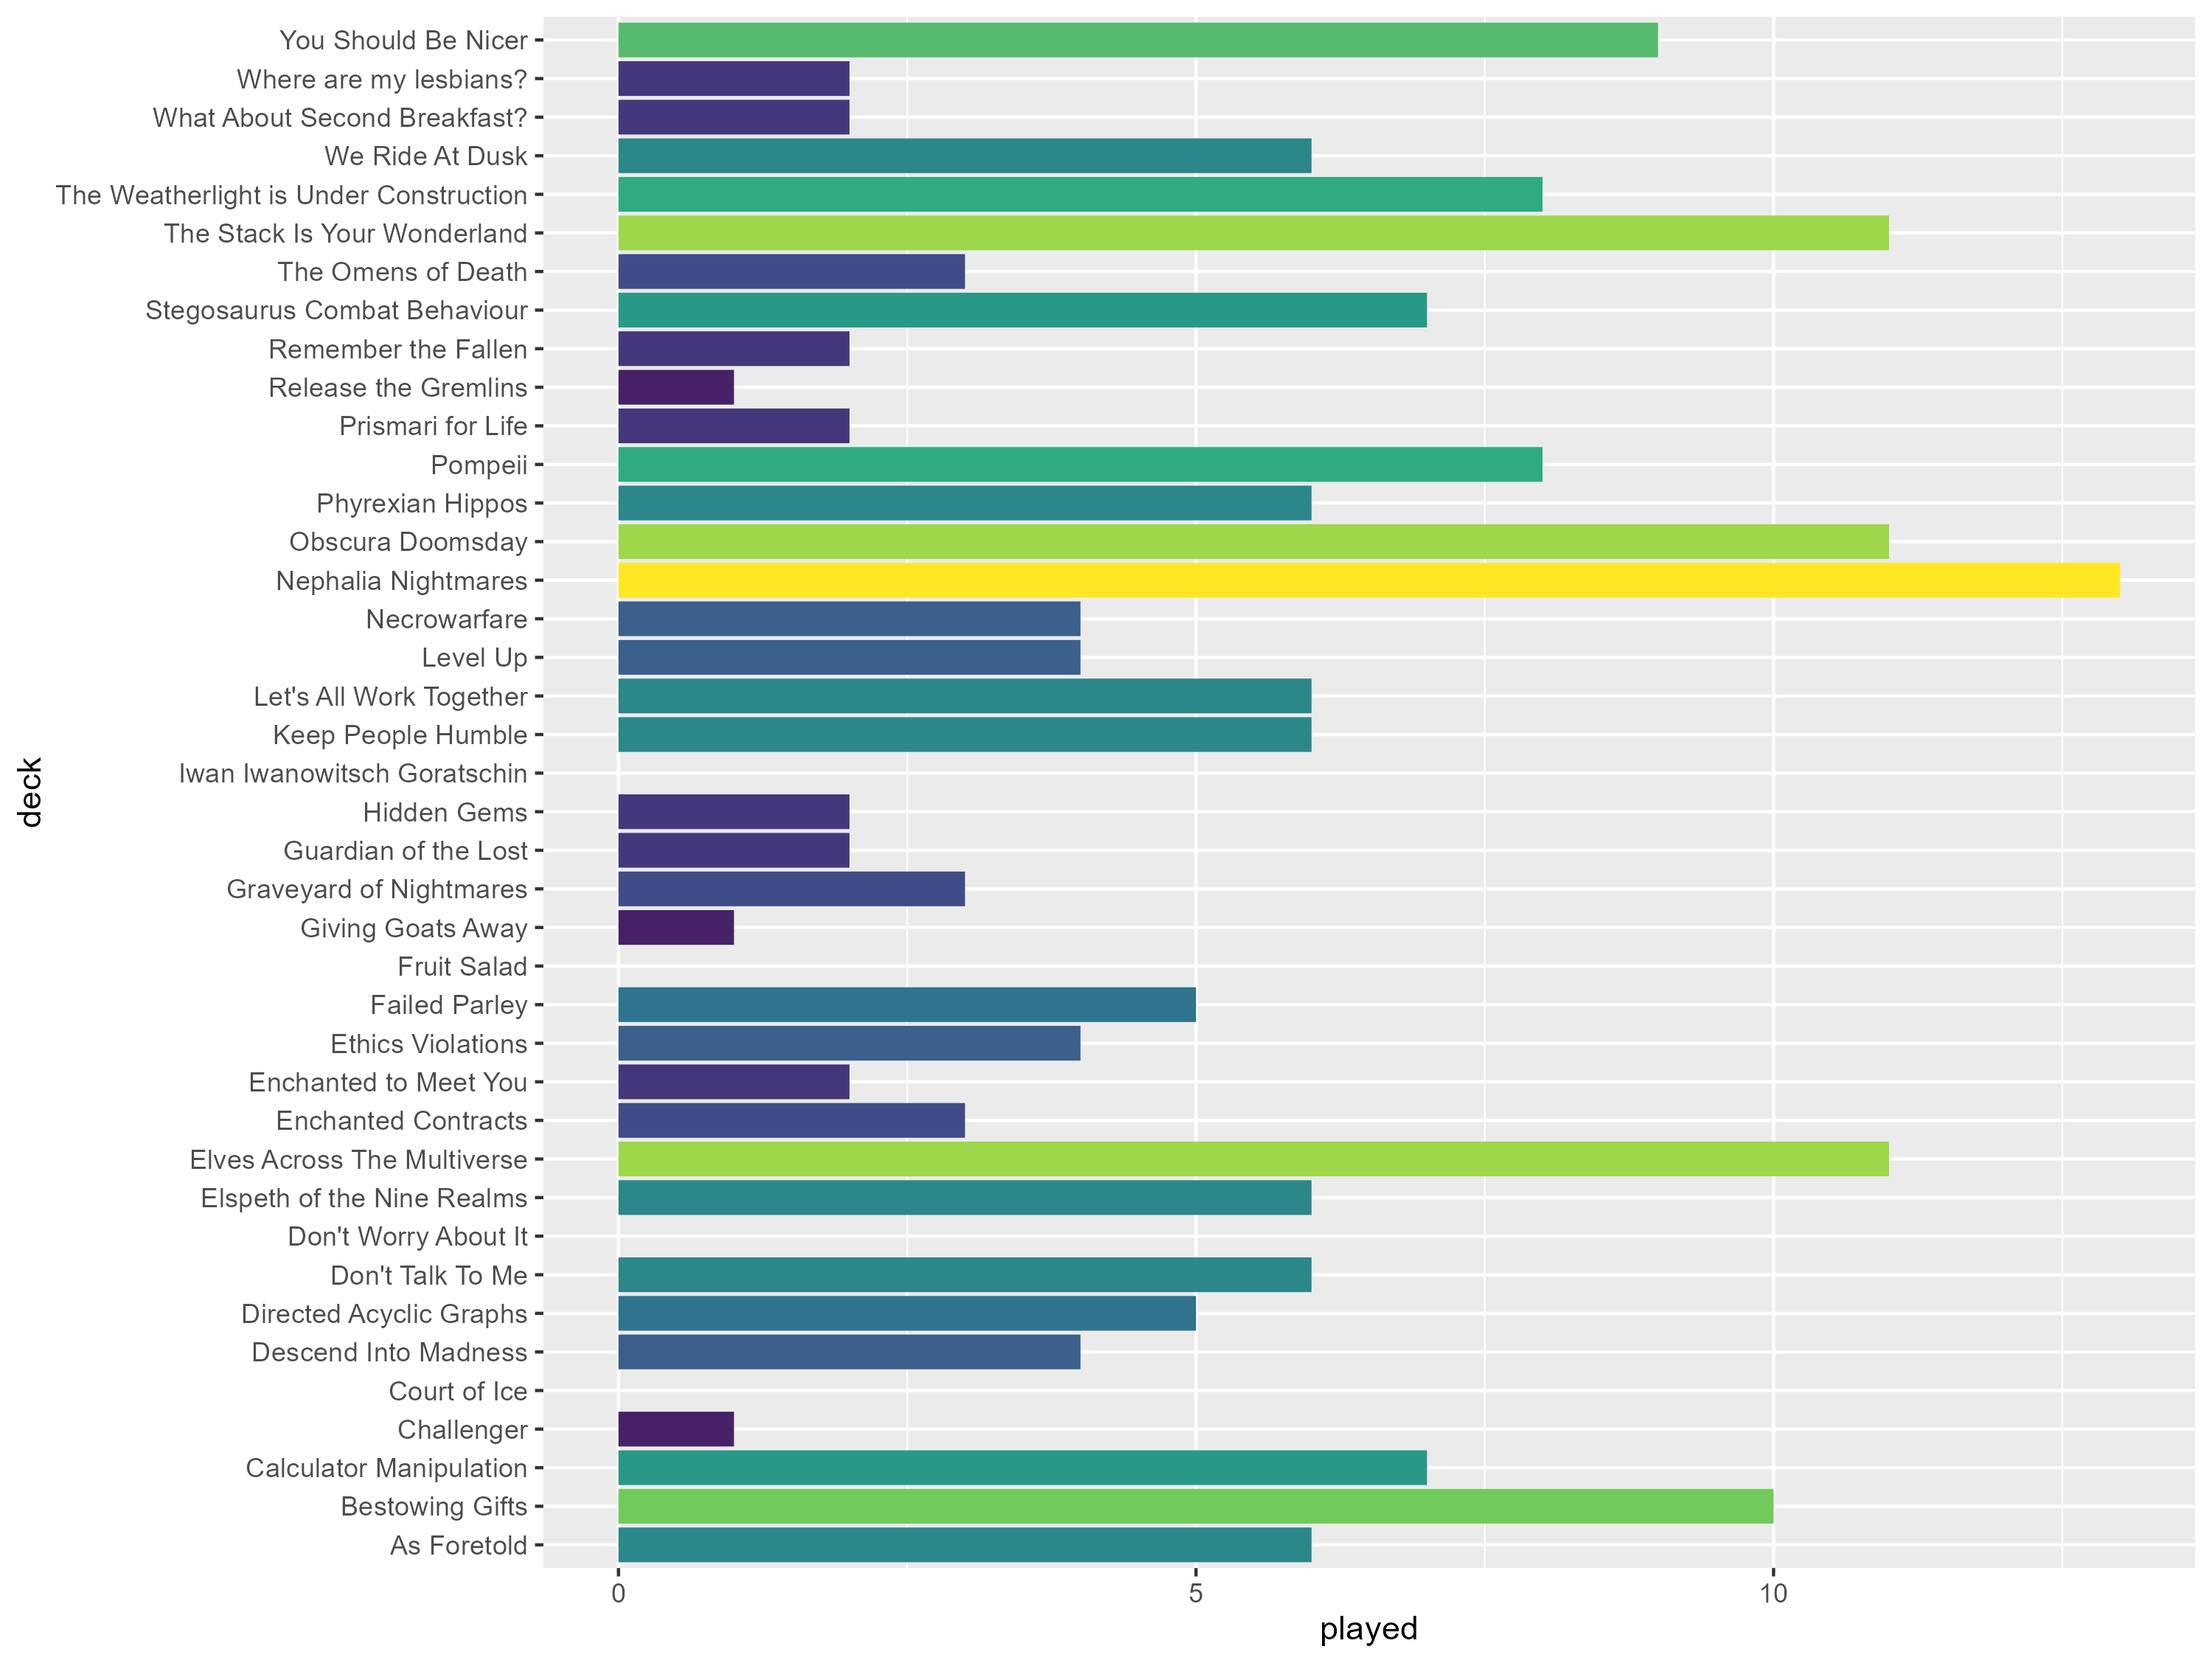 You Should Be Nicer
Where are my lesbians?
What About Second Breakfast?
We Ride At Dusk
The Weatherlight is Under Construction
The Stack Is Your Wonderland
The Omens of Death
Stegosaurus Combat Behaviour
Remember the Fallen
Release the Gremlins
Prismari for Life
Pompeii
Phyrexian Hippos
Obscura Doomsday
Nephalia Nightmares
Necrowarfare
Level Up
Let's All Work Together
Keep People Humble
Iwan Iwanowitsch Goratschin
Hidden Gems
Guardian of the Lost
Graveyard of Nightmares
Giving Goats Away
Fruit Salad
Failed Parley
Ethics Violations
Enchanted to Meet You
Enchanted Contracts
Elves Across The Multiverse
Elspeth of the Nine Realms
Don't Worry About It
Don't Talk To Me
Directed Acyclic Graphs
Descend Into Madness
Court of Ice
Challenger
Calculator Manipulation
Bestowing Gifts
As Foretold
deck
0 5 10
played